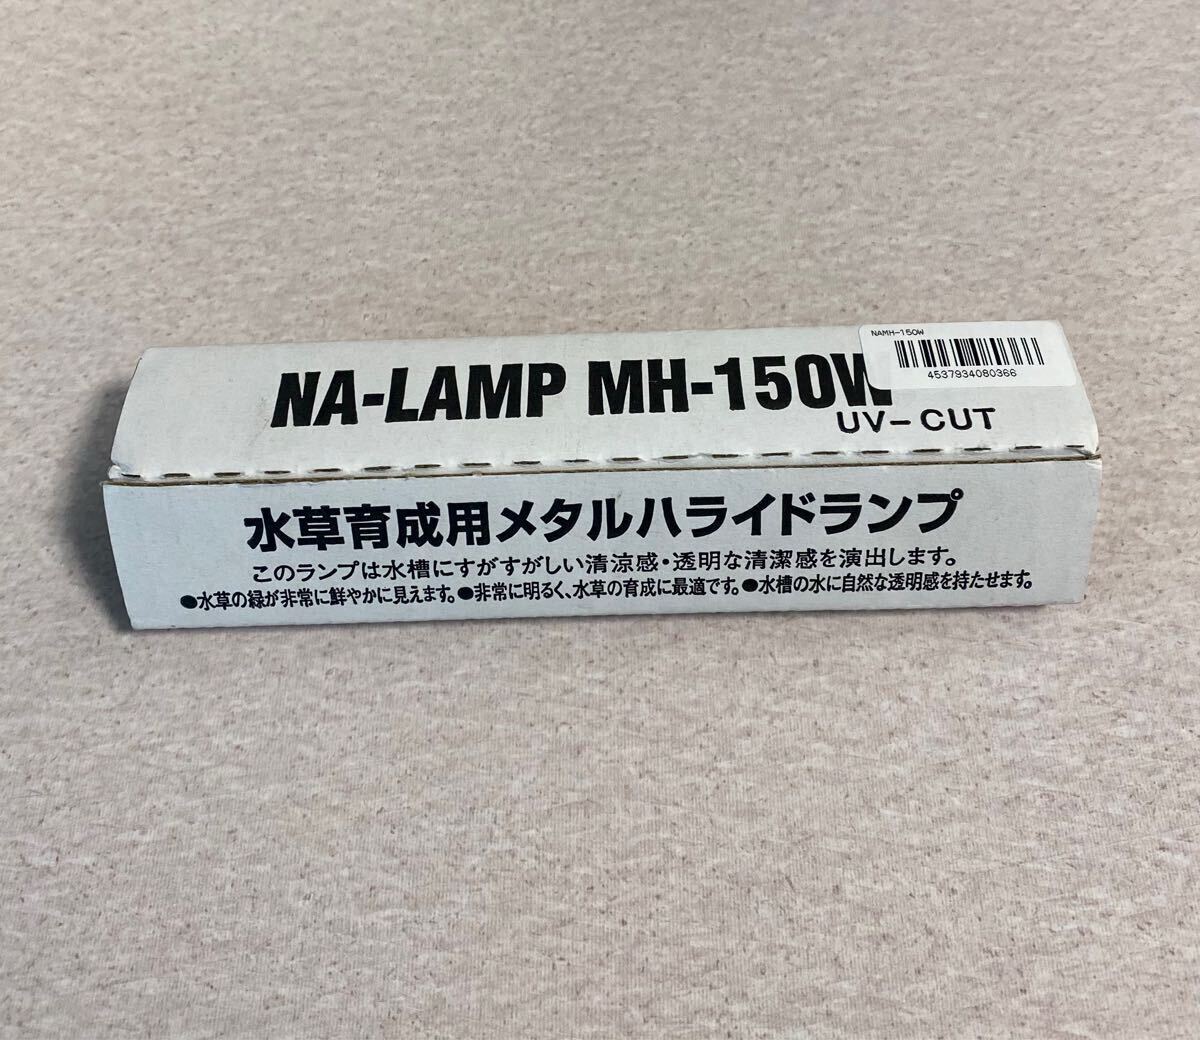 NAMH-150W
4537934080366
NA-LAMP MH-150W
UV-CUT
水草育成用メタルハライドランプ
このランプは水槽にすがすがしい清涼感・透明な清潔感を演出します。
●水草の緑が非常に鮮やかに見えます。●非常に明るく、水草の育成に最適です。●水槽の水に自然な透明感を持たせます。